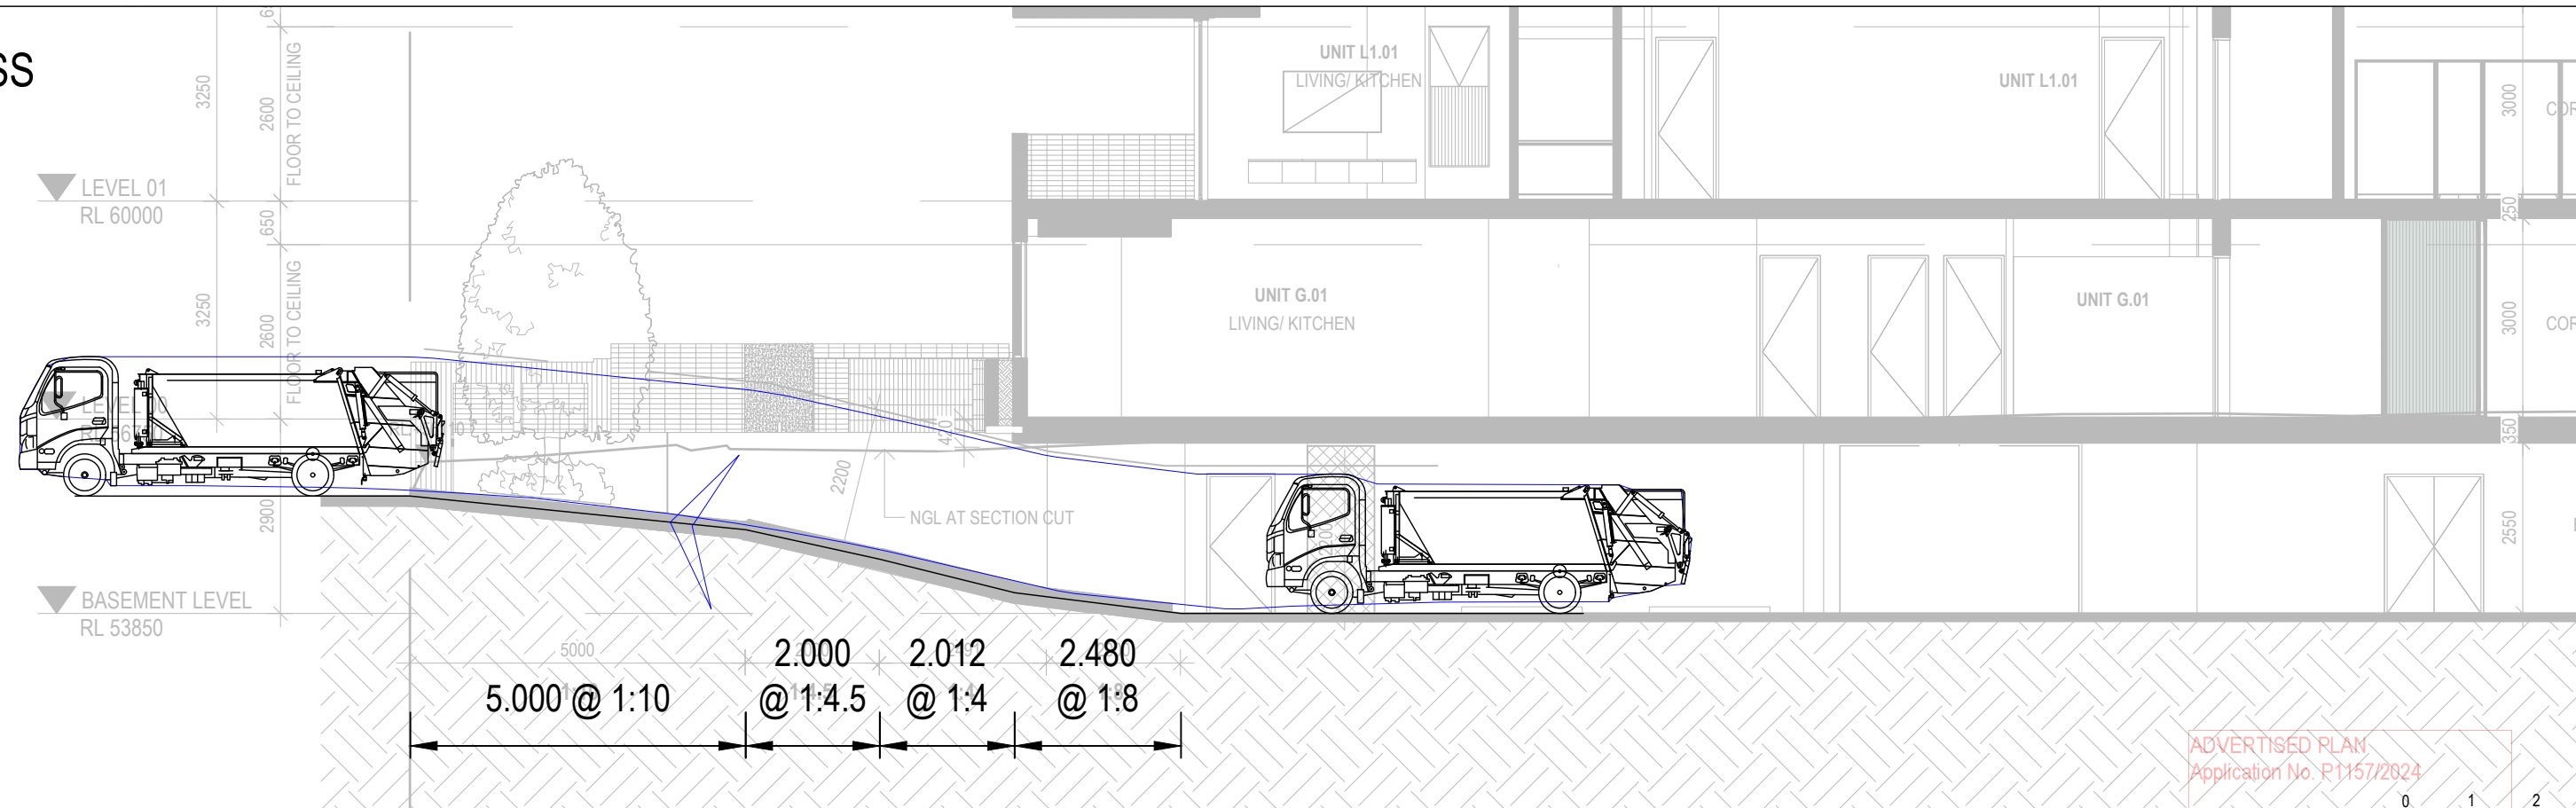 SS
3250
2600
FLOOR TO CEILING
UNIT L1.01
LIVING/ KITCHEN
UNIT L1.01
3000
LEVEL 01
RL 60000
650
250
3250
2600
FLOOR TO CEILING
UNIT G.01
LIVING/ KITCHEN
UNIT G.01
3000
2200
NGL AT SECTION CUT
350
2900
2550
BASEMENT LEVEL
RL 53850
5000
2.000
2.012
2.480
5.000 @ 1:10
@ 1:4.5
@ 1:4
@ 1:8
ADVERTISED PLAN
Application No. P1157/2024
0 1 2